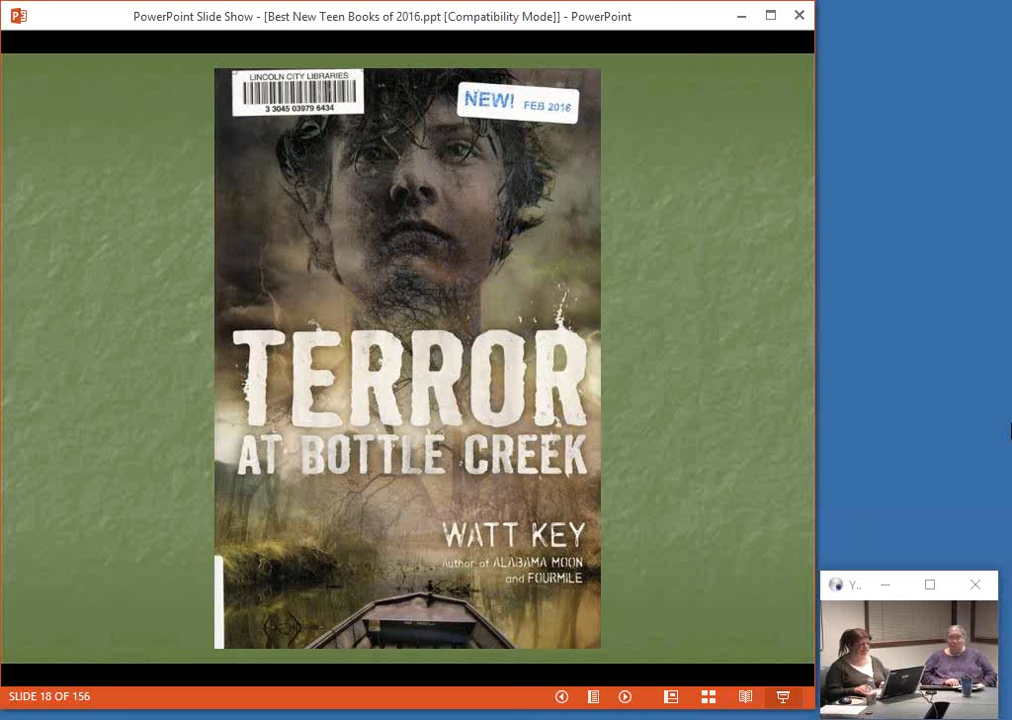 PowerPoint Slide Show - [Best New Teen Books of 2016.ppt [Compatibility Mode]] - PowerPoint
LINCOLN CITY LIBRARIES
3 3045 03979 6434
NEW! FEB 2016
TERROR
AT BOTTLE CREEK
WATT KEY
Author of ALABAMA MOON
and FOURMILE
Y..
SLIDE 18 OF 156